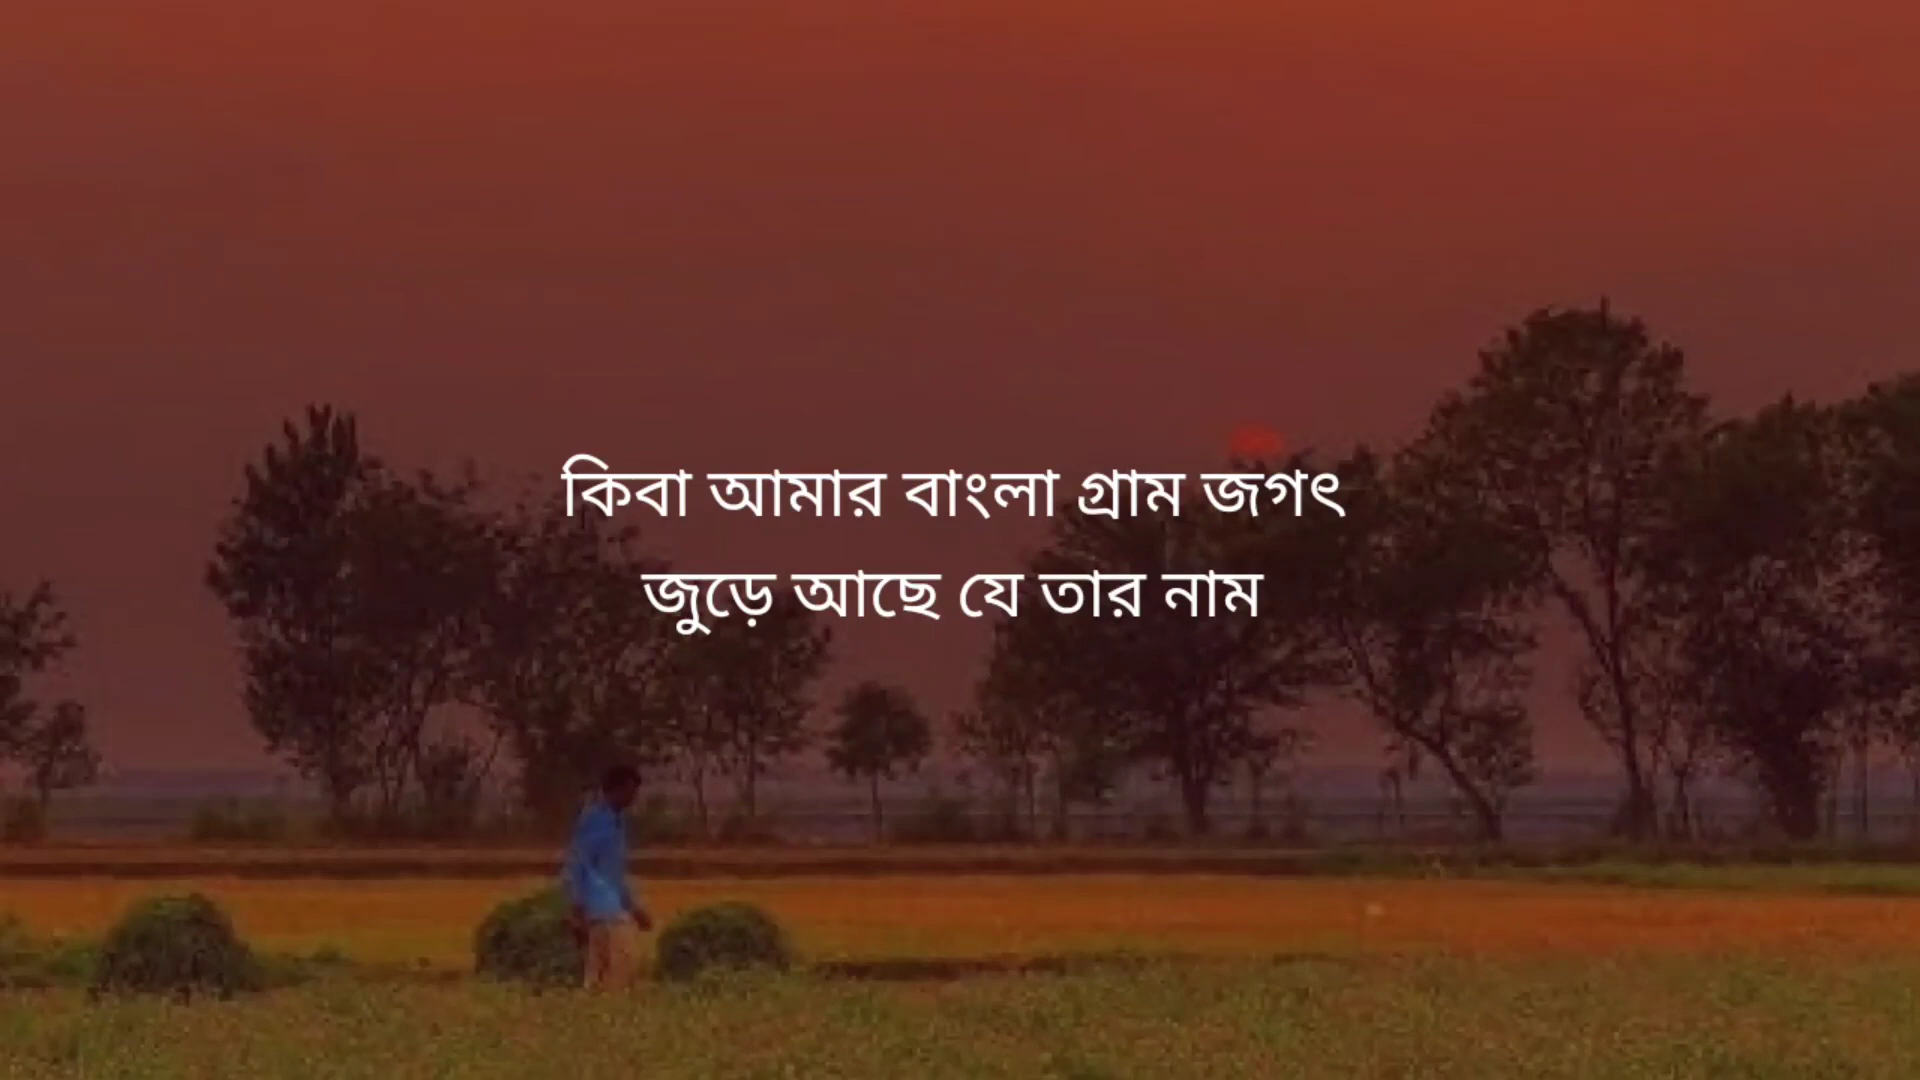 কিবা আমার বাংলা গ্রাম জগৎ
জুড়ে আছে যে তার নাম